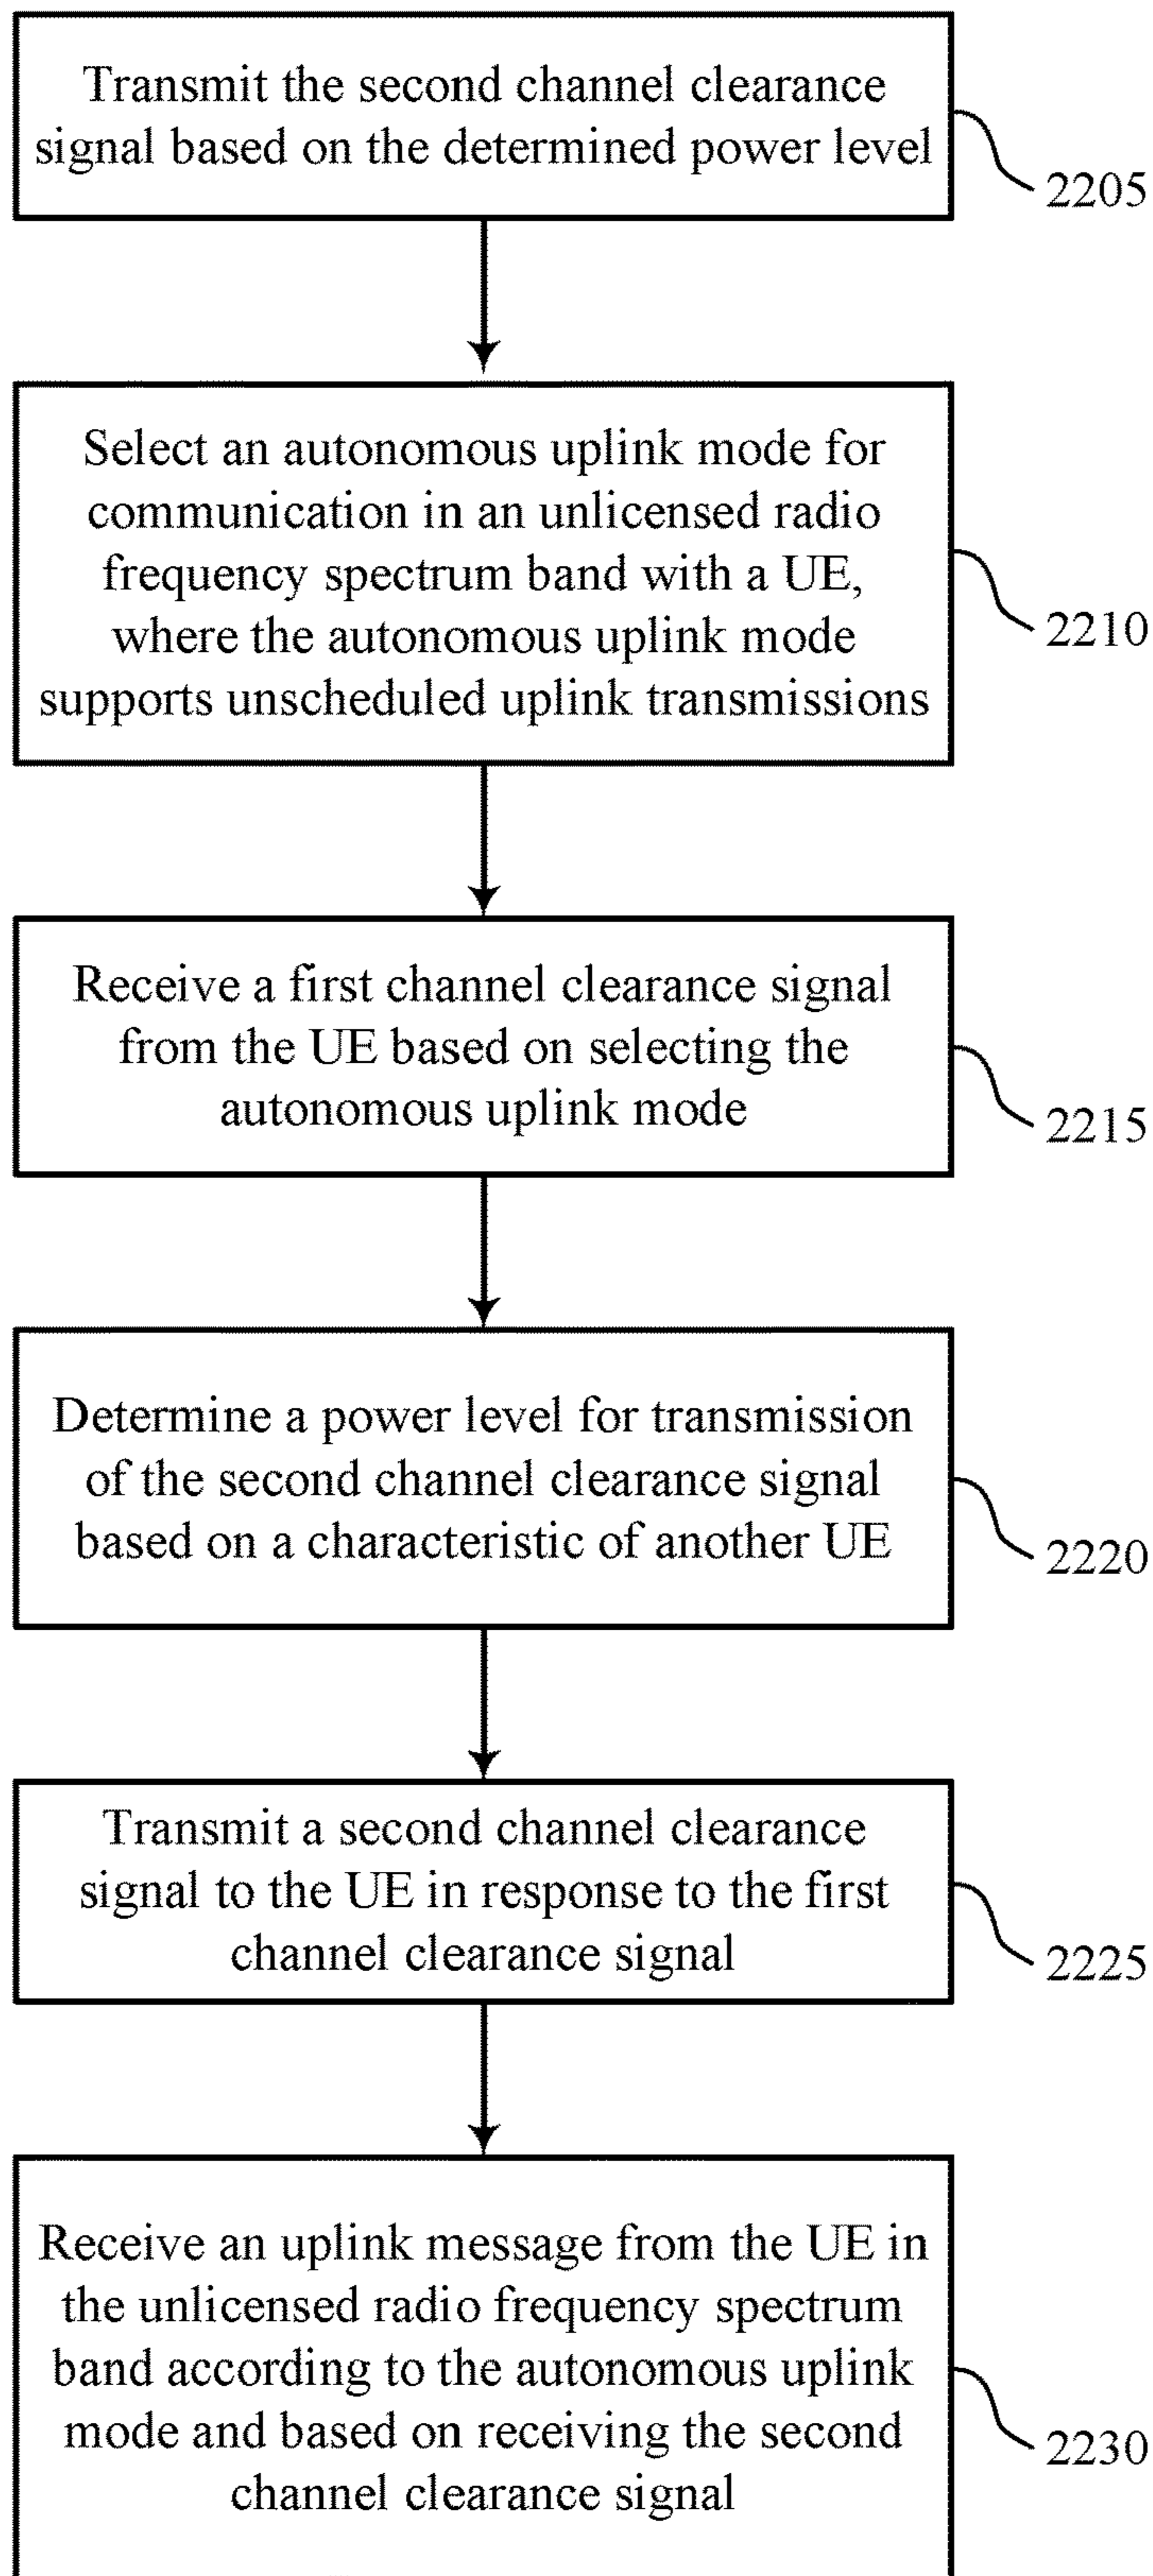 Transmit the second channel clearance
signal based on the determined power level
2205
Select an autonomous uplink mode for
communication in an unlicensed radio
frequency spectrum band with a UE,
where the autonomous uplink mode
supports unscheduled uplink transmissions
2210
Receive a first channel clearance signal
from the UE based on selecting the
autonomous uplink mode
2215
Determine a power level for transmission
of the second channel clearance signal
based on a characteristic of another UE
2220
Transmit a second channel clearance
signal to the UE in response to the first
channel clearance signal
2225
Receive an uplink message from the UE in
the unlicensed radio frequency spectrum
band according to the autonomous uplink
mode and based on receiving the second
channel clearance signal
2230